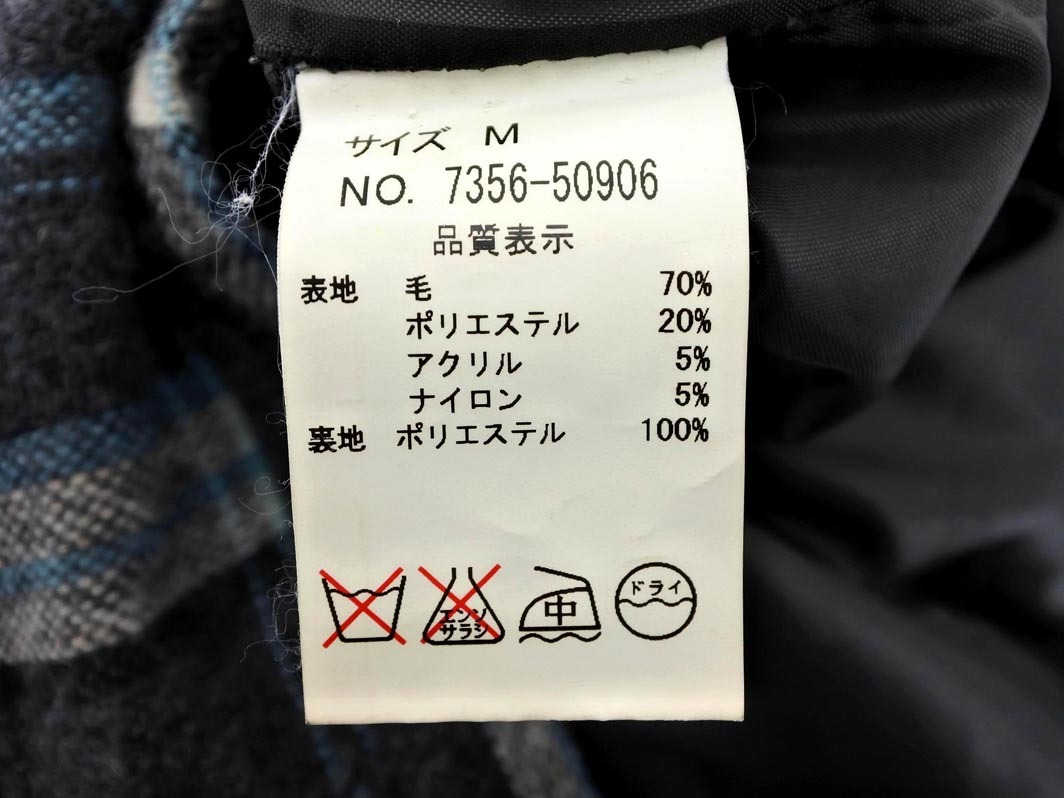 サイズ M
NO. 7356-50906
品質表示
表地 毛 70%
ポリエステル 20%
アクリル 5%
ナイロン 5%
裏地 ポリエステル 100%
エンソ
サラシ
中
ドライ